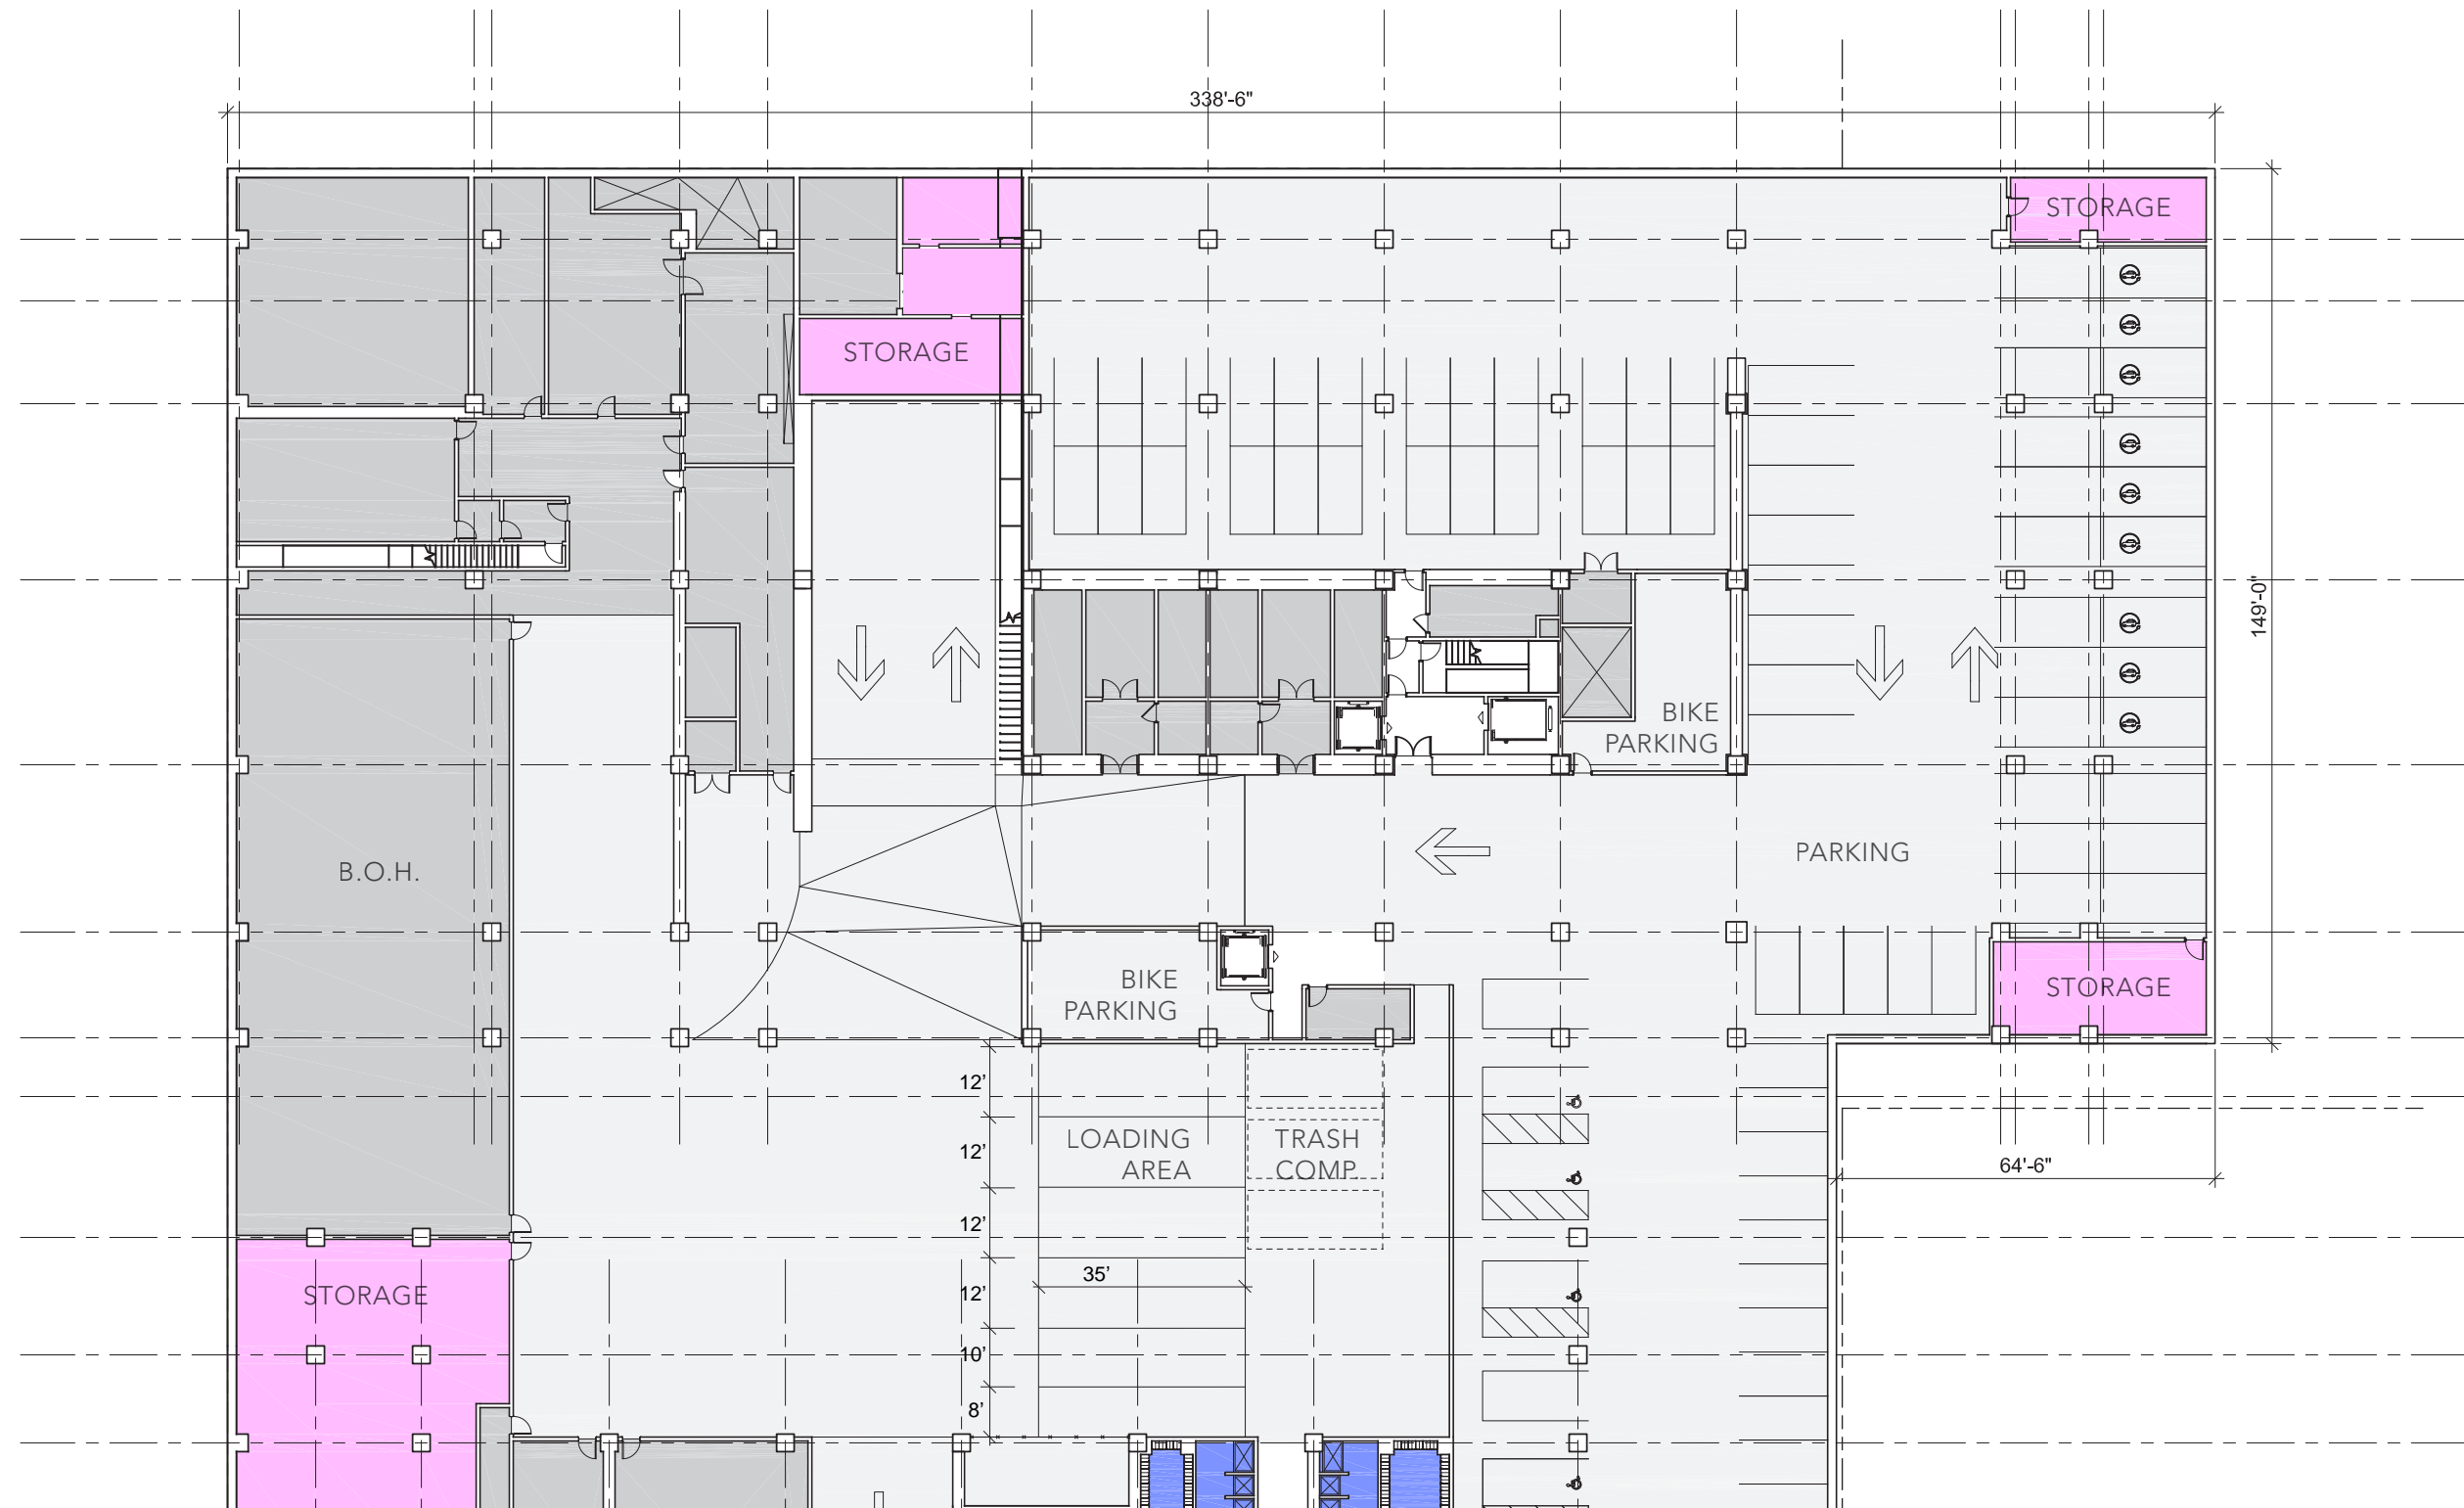 338'-6"
STORAGE
STORAGE
149'-0"
BIKE
PARKING
B.O.H.
PARKING
BIKE
PARKING
STORAGE
12'
LOADING
AREA
TRASH
COMP.
12'
64'-6"
12'
35'
STORAGE
12'
10'
8'